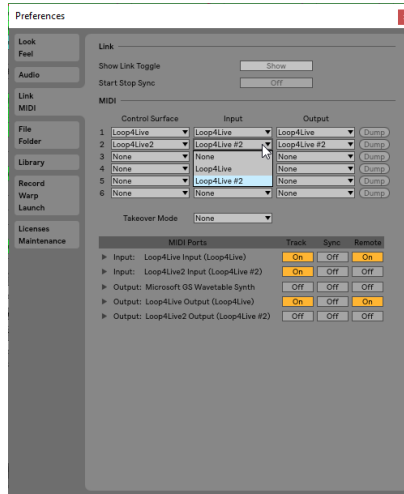 Preferences
Look
Feel
Audio
Link
MIDI
File
Folder
Library
Record
Warp
Launch
Licenses
Maintenance
Link
Show Link Toggle Show
Start Stop Sync Off
MIDI
Control Surface Input Output
1 Loop4Live Loop4Live Loop4Live Dump
2 Loop4Live2 Loop4Live #2 Loop4Live #2 Dump
3 None None None Dump
4 None Loop4Live None Dump
5 None Loop4Live #2 None Dump
6 None None None Dump
Takeover Mode None
MIDI Ports Track Sync Remote
Input: Loop4Live Input (Loop4Live) On Off On
Input: Loop4Live2 Input (Loop4Live #2) On Off On
Output: Microsoft GS Wavetable Synth Off Off Off
Output: Loop4Live Output (Loop4Live) On Off On
Output: Loop4Live2 Output (Loop4Live #2) Off Off Off